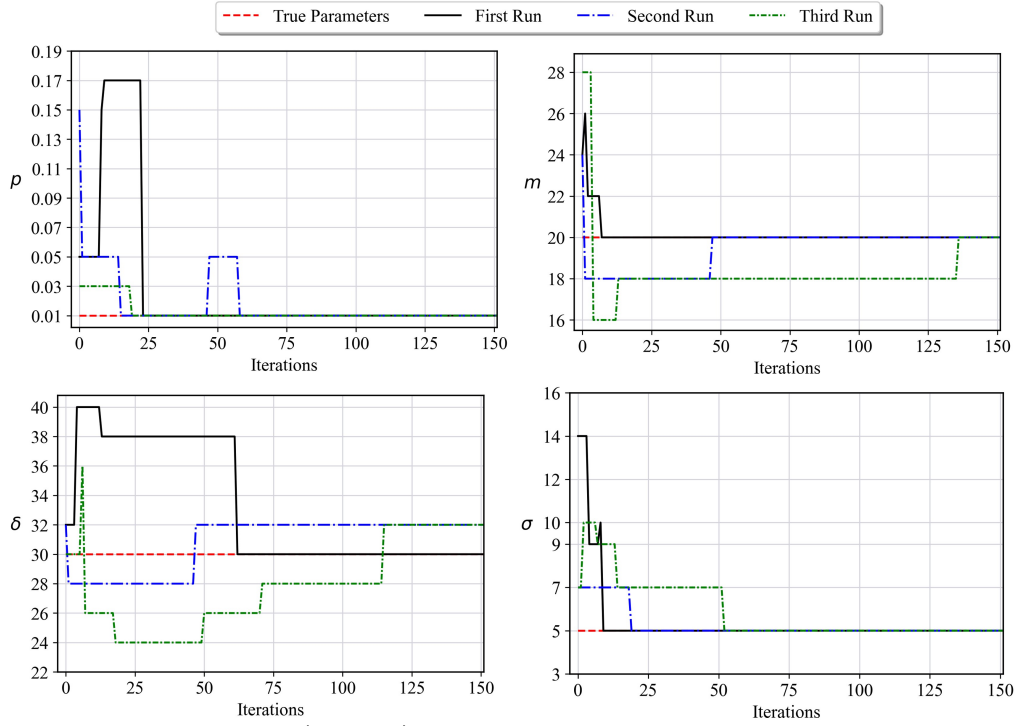 True Parameters First Run Second Run Third Run
0.19
0.17
0.15
0.13
0.11
0.09
0.07
0.05
0.03
0.01
p
0 25 50 75 100 125 150
Iterations
28
26
24
22
20
18
16
m
0 25 50 75 100 125 150
Iterations
40
38
36
34
32
30
28
26
24
22
δ
0 25 50 75 100 125 150
Iterations
16
14
12
10
9
7
5
3
σ
0 25 50 75 100 125 150
Iterations